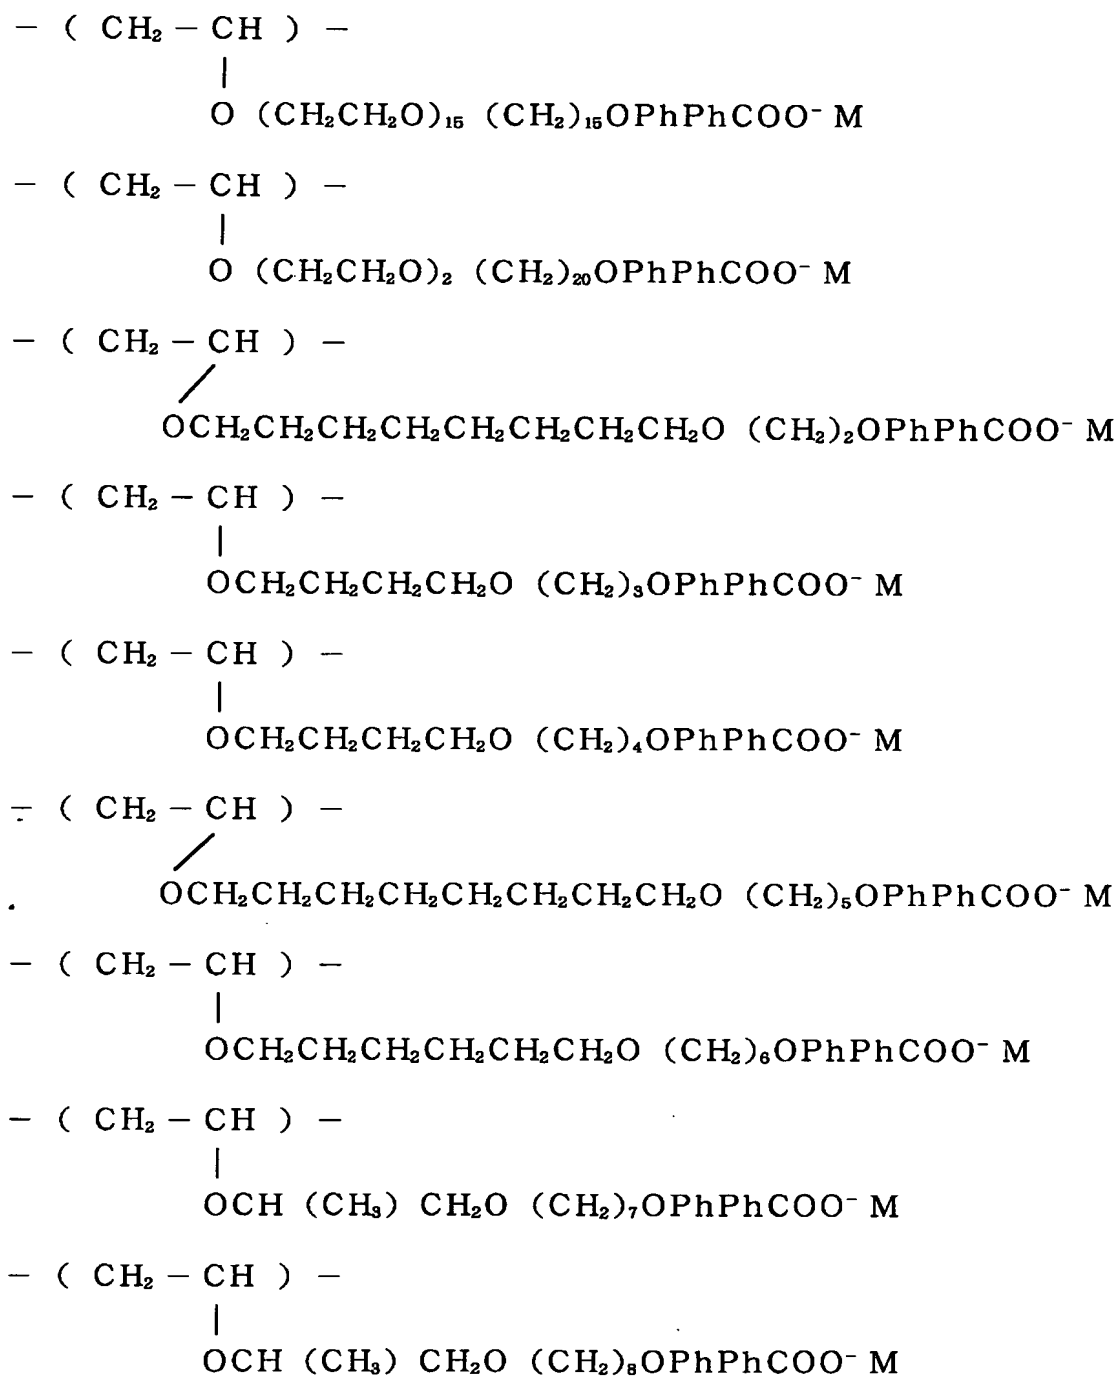 — ( CH₂ — CH ) —
|
O (CH₂CH₂O)₁₅ (CH₂)₁₅OPhPhCOO⁻ M
— ( CH₂ — CH ) —
|
O (CH₂CH₂O)₂ (CH₂)₂₀OPhPhCOO⁻ M
— ( CH₂ — CH ) —
/
OCH₂CH₂CH₂CH₂CH₂CH₂CH₂CH₂O (CH₂)₂OPhPhCOO⁻ M
— ( CH₂ — CH ) —
|
OCH₂CH₂CH₂CH₂O (CH₂)₃OPhPhCOO⁻ M
— ( CH₂ — CH ) —
|
OCH₂CH₂CH₂CH₂O (CH₂)₄OPhPhCOO⁻ M
— ( CH₂ — CH ) —
/
OCH₂CH₂CH₂CH₂CH₂CH₂CH₂CH₂O (CH₂)₅OPhPhCOO⁻ M
— ( CH₂ — CH ) —
|
OCH₂CH₂CH₂CH₂CH₂CH₂O (CH₂)₆OPhPhCOO⁻ M
— ( CH₂ — CH ) —
|
OCH (CH₃) CH₂O (CH₂)₇OPhPhCOO⁻ M
— ( CH₂ — CH ) —
|
OCH (CH₃) CH₂O (CH₂)₈OPhPhCOO⁻ M